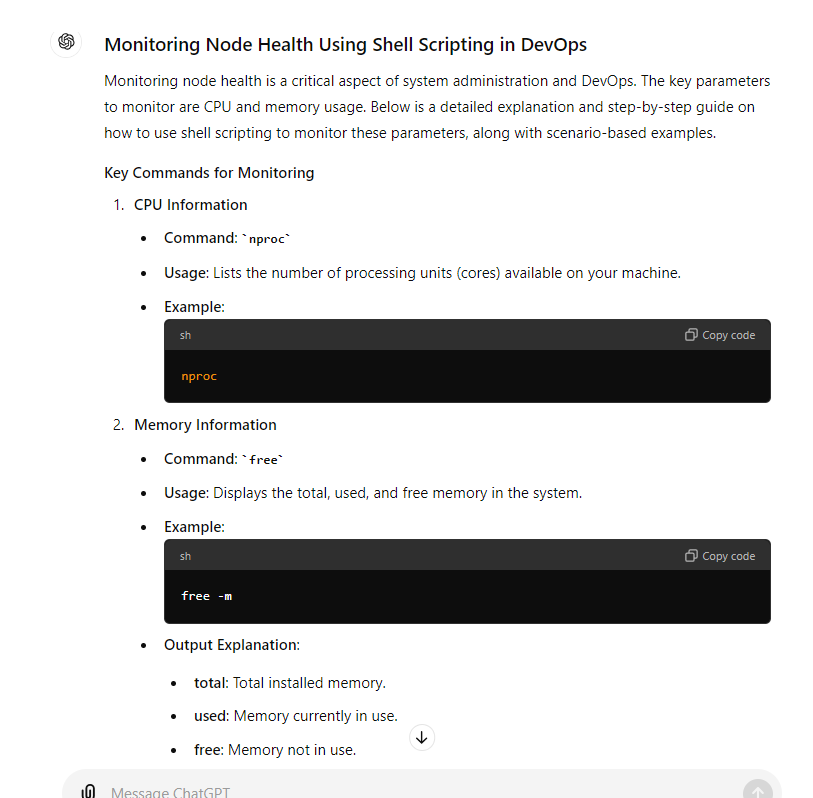 Monitoring Node Health Using Shell Scripting in DevOps
Monitoring node health is a critical aspect of system administration and DevOps. The key parameters
to monitor are CPU and memory usage. Below is a detailed explanation and step-by-step guide on
how to use shell scripting to monitor these parameters, along with scenario-based examples.
Key Commands for Monitoring
1. CPU Information
• Command: `nproc`
• Usage: Lists the number of processing units (cores) available on your machine.
• Example:
sh Copy code
nproc
2. Memory Information
• Command: `free`
• Usage: Displays the total, used, and free memory in the system.
• Example:
sh Copy code
free -m
• Output Explanation:
• total: Total installed memory.
• used: Memory currently in use.
• free: Memory not in use.
Message ChatGPT